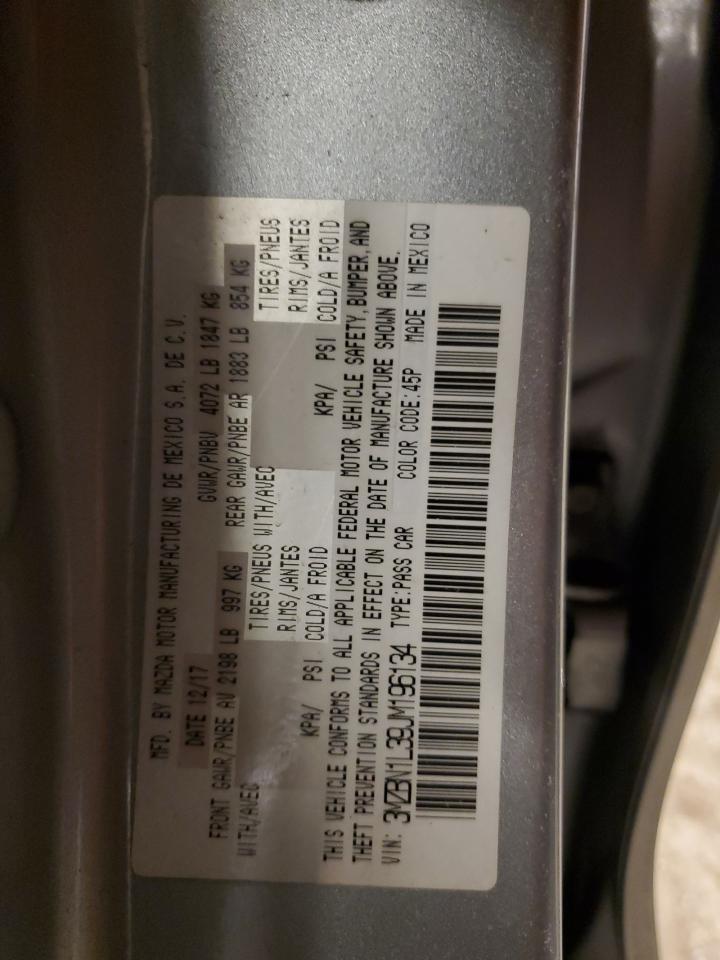 MFD. BY MAZDA MOTOR MANUFACTURING DE MEXICO S.A. DE C.V.
DATE 12/17 GVWR/PNBV 4072 LB 1847 KG
FRONT GAWR/PNBE AV 2198 LB 997 KG REAR GAWR/PNBE AR 1883 LB 854 KG
WITH/AVEC TIRES/PNEUS WITH/AVEC TIRES/PNEUS
RIMS/JANTES RIMS/JANTES
KPA/ PSI COLD/A FROID KPA/ PSI COLD/A FROID
THIS VEHICLE CONFORMS TO ALL APPLICABLE FEDERAL MOTOR VEHICLE SAFETY, BUMPER, AND
THEFT PREVENTION STANDARDS IN EFFECT ON THE DATE OF MANUFACTURE SHOWN ABOVE.
VIN: 3MZBN1L39JM196134 TYPE:PASS CAR COLOR CODE:45P MADE IN MEXICO